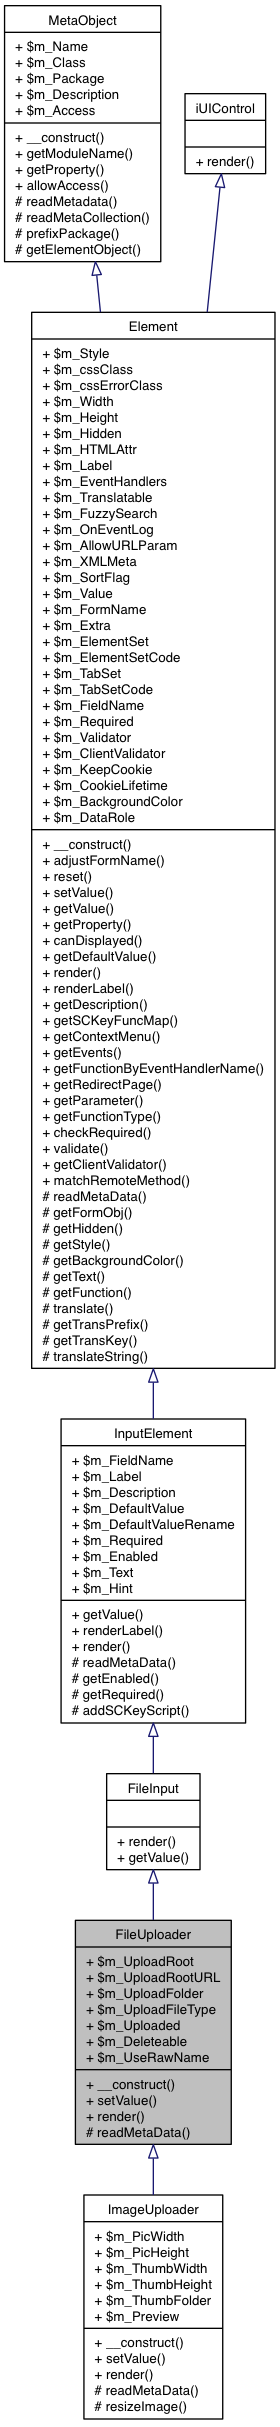 MetaObject
+ $m_Name
+ $m_Class
+ $m_Package
+ $m_Description
+ $m_Access
+ __construct()
+ getModuleName()
+ getProperty()
+ allowAccess()
# readMetadata()
# readMetaCollection()
# prefixPackage()
# getElementObject()
iUIControl
+ render()
Element
+ $m_Style
+ $m_cssClass
+ $m_cssErrorClass
+ $m_Width
+ $m_Height
+ $m_Hidden
+ $m_HTMLAttr
+ $m_Label
+ $m_EventHandlers
+ $m_Translatable
+ $m_FuzzySearch
+ $m_OnEventLog
+ $m_AllowURLParam
+ $m_XMLMeta
+ $m_SortFlag
+ $m_Value
+ $m_FormName
+ $m_Extra
+ $m_ElementSet
+ $m_ElementSetCode
+ $m_TabSet
+ $m_TabSetCode
+ $m_FieldName
+ $m_Required
+ $m_Validator
+ $m_ClientValidator
+ $m_KeepCookie
+ $m_CookieLifetime
+ $m_BackgroundColor
+ $m_DataRole
+ __construct()
+ adjustFormName()
+ reset()
+ setValue()
+ getValue()
+ getProperty()
+ canDisplayed()
+ getDefaultValue()
+ render()
+ renderLabel()
+ getDescription()
+ getSCKeyFuncMap()
+ getContextMenu()
+ getEvents()
+ getFunctionByEventHandlerName()
+ getRedirectPage()
+ getParameter()
+ getFunctionType()
+ checkRequired()
+ validate()
+ getClientValidator()
+ matchRemoteMethod()
# readMetaData()
# getFormObj()
# getHidden()
# getStyle()
# getBackgroundColor()
# getText()
# getFunction()
# translate()
# getTransPrefix()
# getTransKey()
# translateString()
InputElement
+ $m_FieldName
+ $m_Label
+ $m_Description
+ $m_DefaultValue
+ $m_DefaultValueRename
+ $m_Required
+ $m_Enabled
+ $m_Text
+ $m_Hint
+ getValue()
+ renderLabel()
+ render()
# readMetaData()
# getEnabled()
# getRequired()
# addSCKeyScript()
FileInput
+ render()
+ getValue()
FileUploader
+ $m_UploadRoot
+ $m_UploadRootURL
+ $m_UploadFolder
+ $m_UploadFileType
+ $m_Uploaded
+ $m_Deleteable
+ $m_UseRawName
+ __construct()
+ setValue()
+ render()
# readMetaData()
ImageUploader
+ $m_PicWidth
+ $m_PicHeight
+ $m_ThumbWidth
+ $m_ThumbHeight
+ $m_ThumbFolder
+ $m_Preview
+ __construct()
+ setValue()
+ render()
# readMetaData()
# resizeImage()